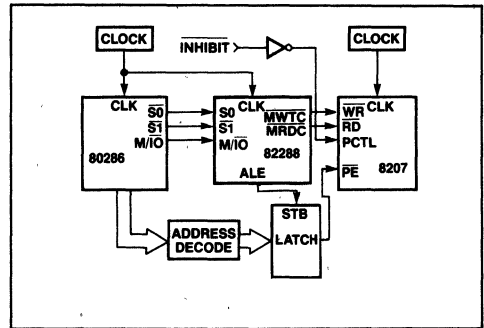 CLOCK
INHIBIT
CLOCK
CLK
S0
S1
M/IO
80286
S0
S1
M/IO
CLK
MWTC
MRDC
82288
ALE
WR
CLK
RD
PCTL
PE
8207
ADDRESS
DECODE
STB
LATCH